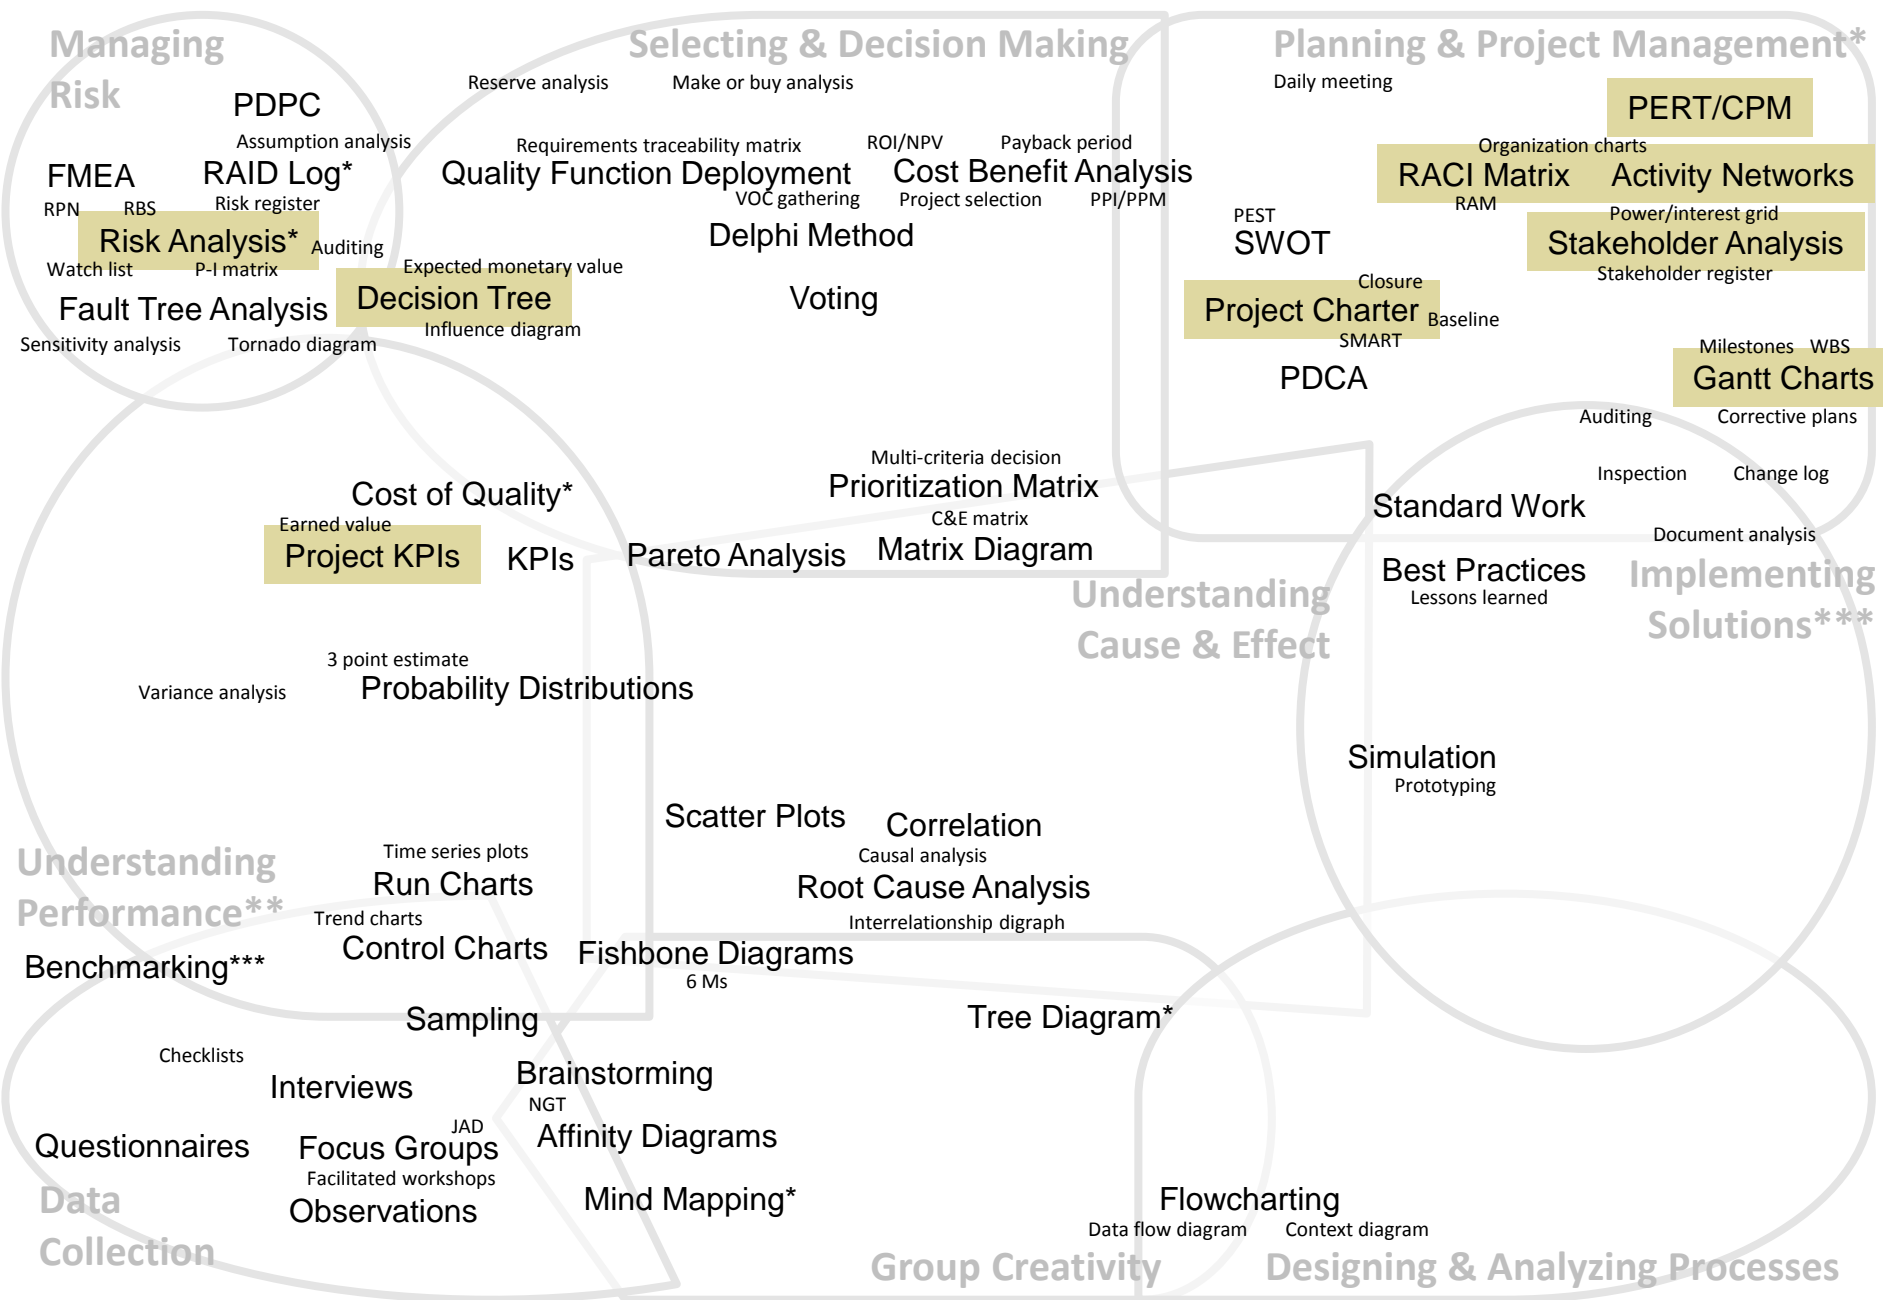 Managing
Risk
PDPC
Assumption analysis
FMEA
RAID Log*
RPN
RBS
Risk register
Risk Analysis*
Auditing
Watch list
P-I matrix
Fault Tree Analysis
Sensitivity analysis
Tornado diagram
Selecting & Decision Making
Reserve analysis
Make or buy analysis
Requirements traceability matrix
ROI/NPV
Payback period
Quality Function Deployment
Cost Benefit Analysis
VOC gathering
Project selection
PPI/PPM
Delphi Method
Expected monetary value
Decision Tree
Influence diagram
Voting
Multi-criteria decision
Prioritization Matrix
C&E matrix
Matrix Diagram
Pareto Analysis
Planning & Project Management*
Daily meeting
PERT/CPM
Organization charts
RACI Matrix
Activity Networks
RAM
PEST
SWOT
Power/interest grid
Stakeholder Analysis
Stakeholder register
Closure
Project Charter
Baseline
SMART
PDCA
Milestones
WBS
Gantt Charts
Auditing
Corrective plans
Inspection
Change log
Standard Work
Document analysis
Best Practices
Lessons learned
Implementing
Solutions***
Simulation
Prototyping
Understanding
Cause & Effect
Cost of Quality*
Earned value
Project KPIs
KPIs
3 point estimate
Variance analysis
Probability Distributions
Scatter Plots
Correlation
Causal analysis
Root Cause Analysis
Interrelationship digraph
Fishbone Diagrams
6 Ms
Understanding
Performance**
Time series plots
Run Charts
Trend charts
Control Charts
Benchmarking***
Sampling
Checklists
Interviews
Questionnaires
JAD
Focus Groups
Facilitated workshops
Observations
Data
Collection
Brainstorming
NGT
Affinity Diagrams
Mind Mapping*
Tree Diagram*
Group Creativity
Flowcharting
Data flow diagram
Context diagram
Designing & Analyzing Processes